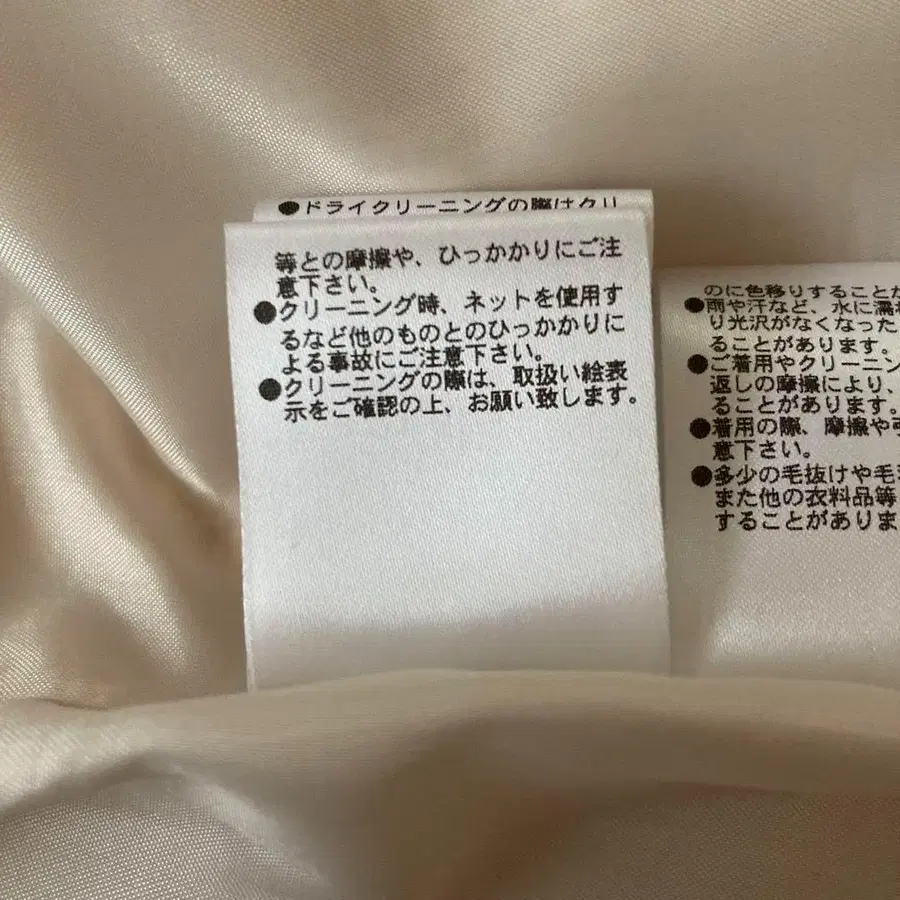 ●ドライクリーニングの際はクリ
等との摩擦や、ひっかかりにご注
意下さい。
●クリーニング時、ネットを使用す
るなど他のものとのひっかかりに
よる事故にご注意下さい。
●クリーニングの際は、取扱い絵表
示をご確認の上、お願い致します。
のに色移りすることが
●雨や汗など、水に濡れ
り光沢がなくなった
ることがあります。
●ご着用やクリーニン
返しの摩擦により、
ることがあります。
●着用の際、摩擦や引
意下さい。
●多少の毛抜けや毛
また他の衣料品等
することがありま